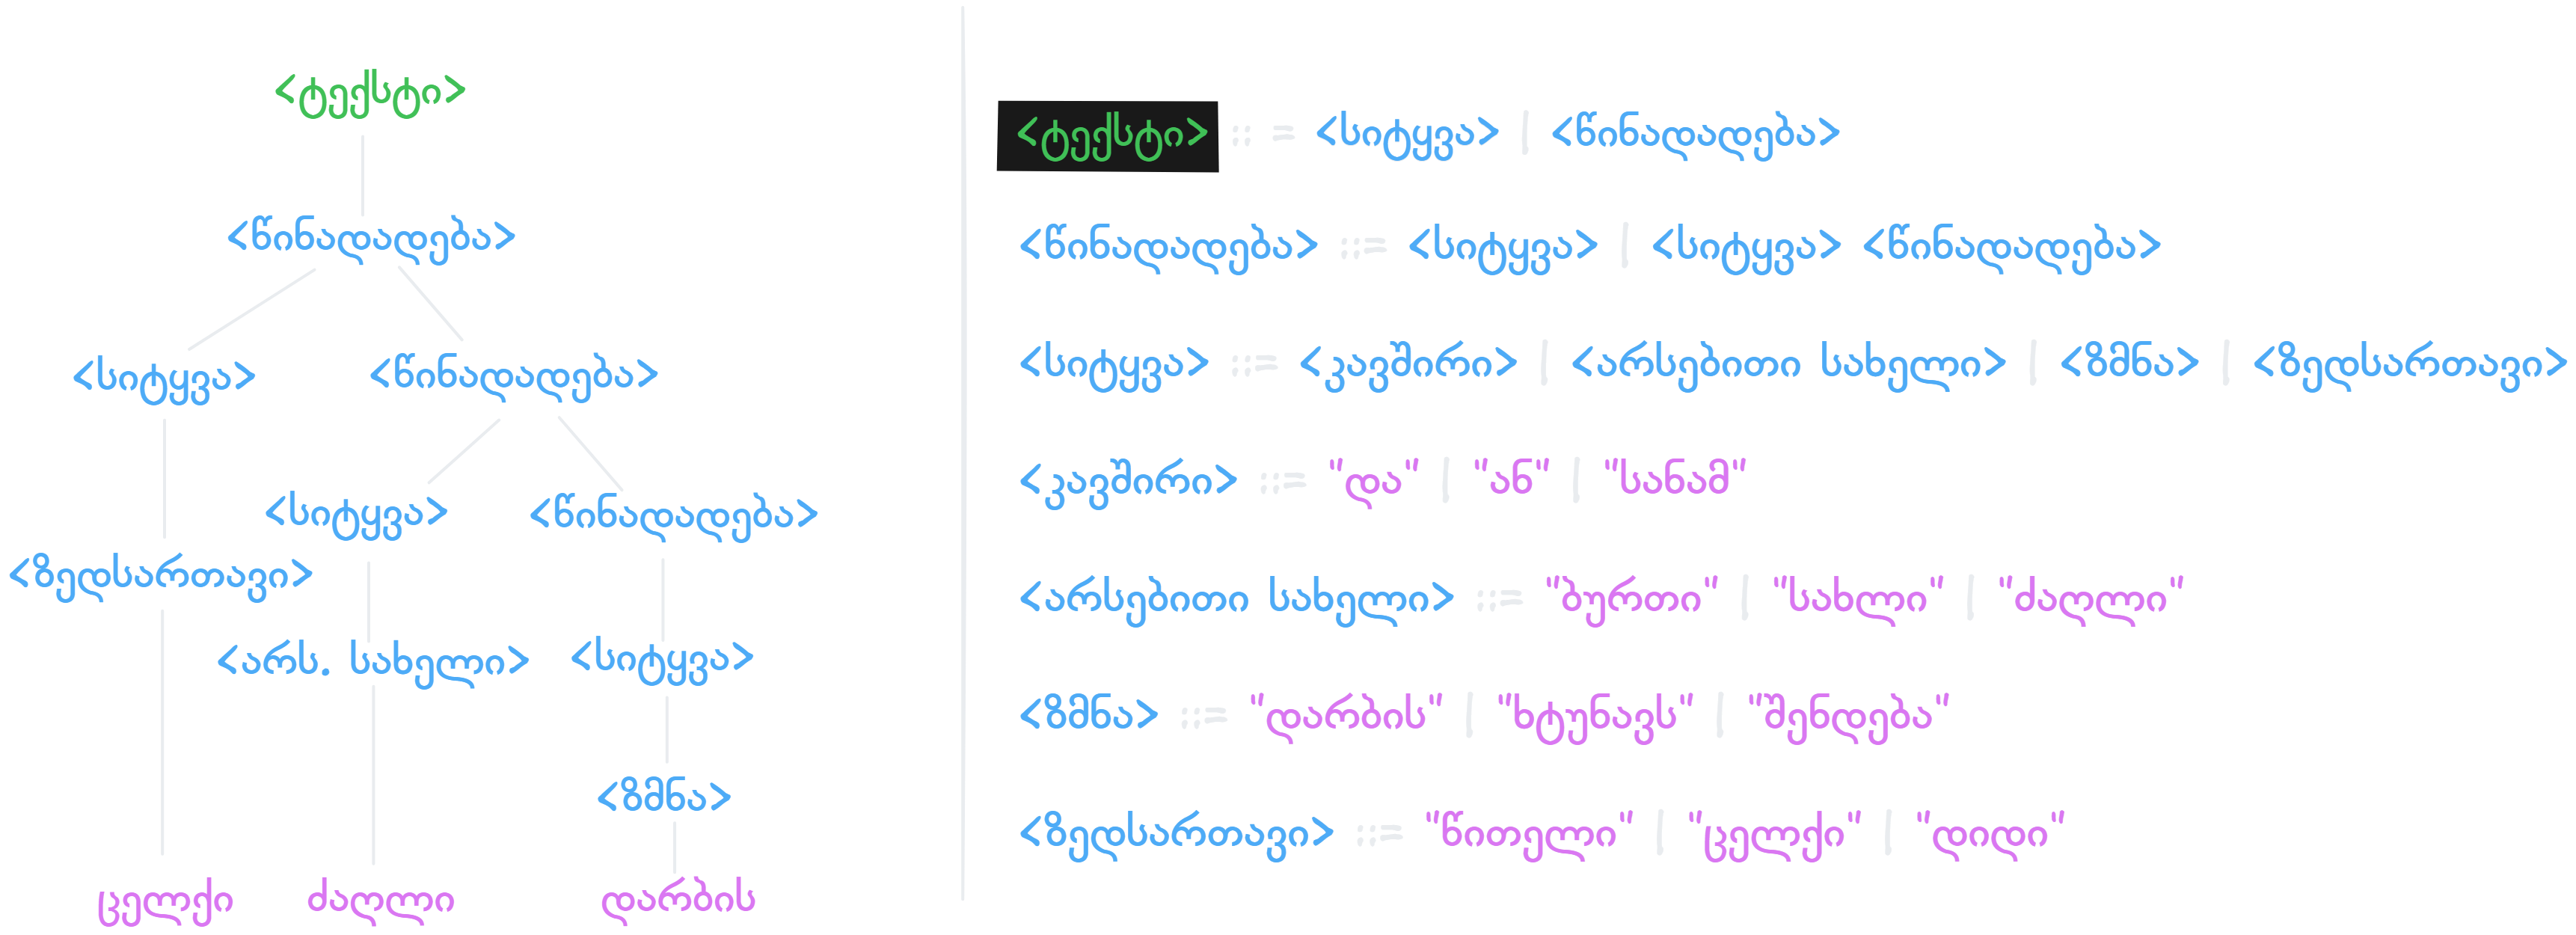 <ტექსტი>
<წინადადება>
<სიტყვა> <წინადადება>
<სიტყვა> <წინადადება>
<ზედსართავი>
<არს. სახელი> <სიტყვა>
<ზმნა>
ცელქი ძაღლი დარბის
<ტექსტი> :: = <სიტყვა> | <წინადადება>
<წინადადება> ::= <სიტყვა> | <სიტყვა> <წინადადება>
<სიტყვა> ::= <კავშირი> | <არსებითი სახელი> | <ზმნა> | <ზედსართავი>
<კავშირი> ::= "და" | "ან" | "სანამ"
<არსებითი სახელი> ::= "ბურთი" | "სახლი" | "ძაღლი"
<ზმნა> ::= "დარბის" | "ხტუნავს" | "შენდება"
<ზედსართავი> ::= "წითელი" | "ცელქი" | "დიდი"